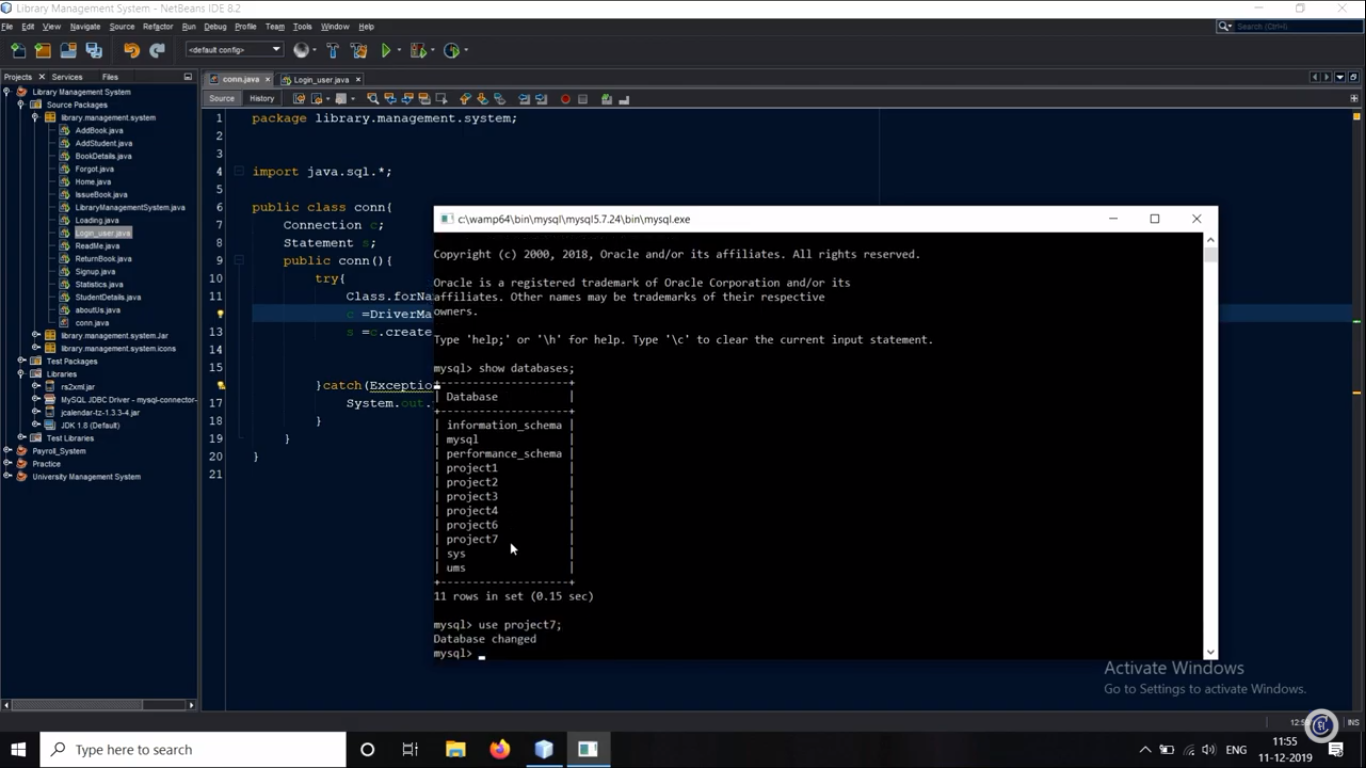 Library Management System - NetBeans IDE 8.2
File Edit View Navigate Source Refactor Run Debug Profile Team Tools Window Help
Search (Ctrl+I)
<default config>
Projects Services Files
conn.java Login_user.java
Source History
Library Management System
Source Packages
library.management.system
AddBook.java
AddStudent.java
BookDetails.java
Forgot.java
Home.java
IssueBook.java
LibraryManagementSystem.java
Loading.java
Login_user.java
ReadMe.java
ReturnBook.java
Signup.java
Statistics.java
StudentDetails.java
aboutUs.java
conn.java
library.management.system.Jar
library.management.system.icons
Test Packages
Libraries
rs2xml.jar
MySQL JDBC Driver - mysql-connector-
jcalendar-tz-1.3.3-4.jar
JDK 1.8 (Default)
Test Libraries
Payroll_System
Practice
University Management System
1 package library.management.system;
2
3
4 import java.sql.*;
5
6 public class conn{
7 Connection c;
8 Statement s;
9 public conn(){
10 try{
11 Class.forNa
c =DriverMa
13 s =c.create
14
15
}catch(Exceptio
17 System.out.
18 }
19 }
20 }
21
c:\wamp64\bin\mysql\mysql5.7.24\bin\mysql.exe
Copyright (c) 2000, 2018, Oracle and/or its affiliates. All rights reserved.
Oracle is a registered trademark of Oracle Corporation and/or its
affiliates. Other names may be trademarks of their respective
owners.
Type 'help;' or '\h' for help. Type '\c' to clear the current input statement.
mysql> show databases;
+--------------------+
| Database |
+--------------------+
| information_schema |
| mysql |
| performance_schema |
| project1 |
| project2 |
| project3 |
| project4 |
| project6 |
| project7 |
| sys |
| ums |
+--------------------+
11 rows in set (0.15 sec)
mysql> use project7;
Database changed
mysql>
Activate Windows
Go to Settings to activate Windows.
INS
Type here to search
ENG
11:55
11-12-2019